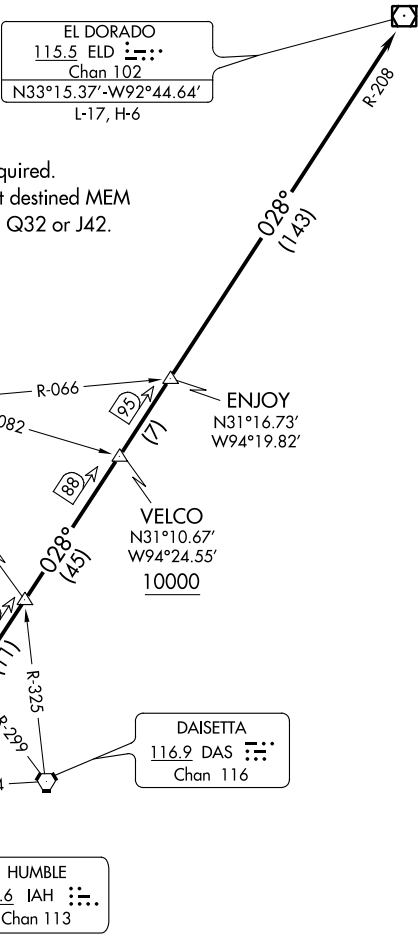 EL DORADO
115.5 ELD
Chan 102
N33°15.37'-W92°44.64'
L-17, H-6
R-208
t destined MEM
Q32 or J42.
028°
(143)
R-066
95
ENJOY
N31°16.73'
W94°19.82'
(7)
082
88
VELCO
N31°10.67'
W94°24.55'
10000
028°
(45)
R-325
R-299
DAISETTA
116.9 DAS
Chan 116
4
HUMBLE
.6 IAH
Chan 113